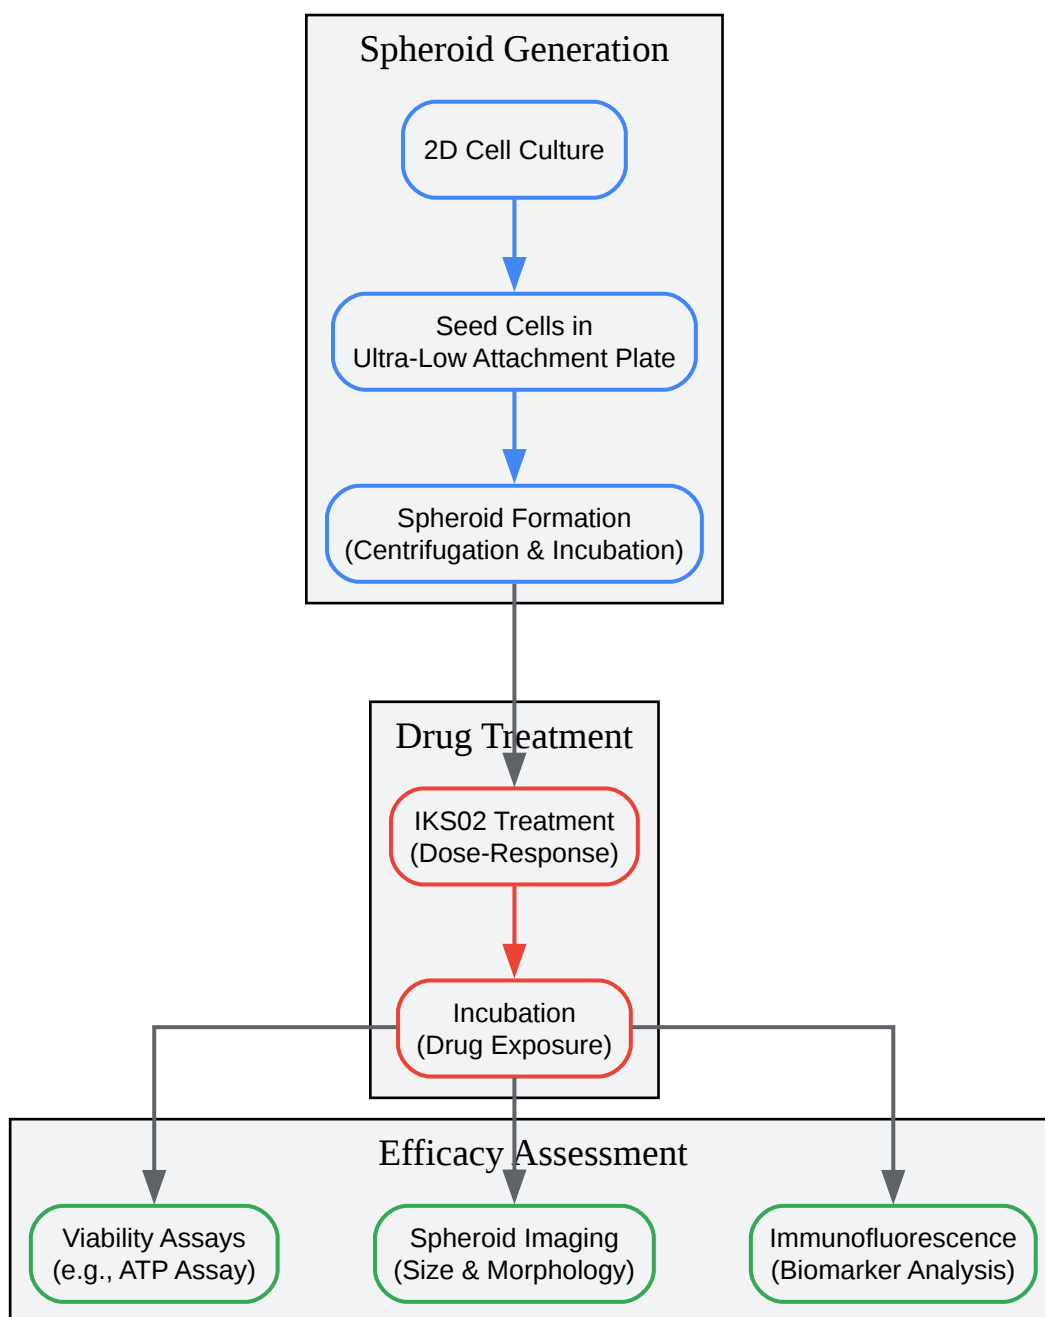 Spheroid Generation
2D Cell Culture
Seed Cells in
Ultra-Low Attachment Plate
Spheroid Formation
(Centrifugation & Incubation)
Drug Treatment
IKS02 Treatment
(Dose-Response)
Incubation
(Drug Exposure)
Efficacy Assessment
Viability Assays
(e.g., ATP Assay)
Spheroid Imaging
(Size & Morphology)
Immunofluorescence
(Biomarker Analysis)